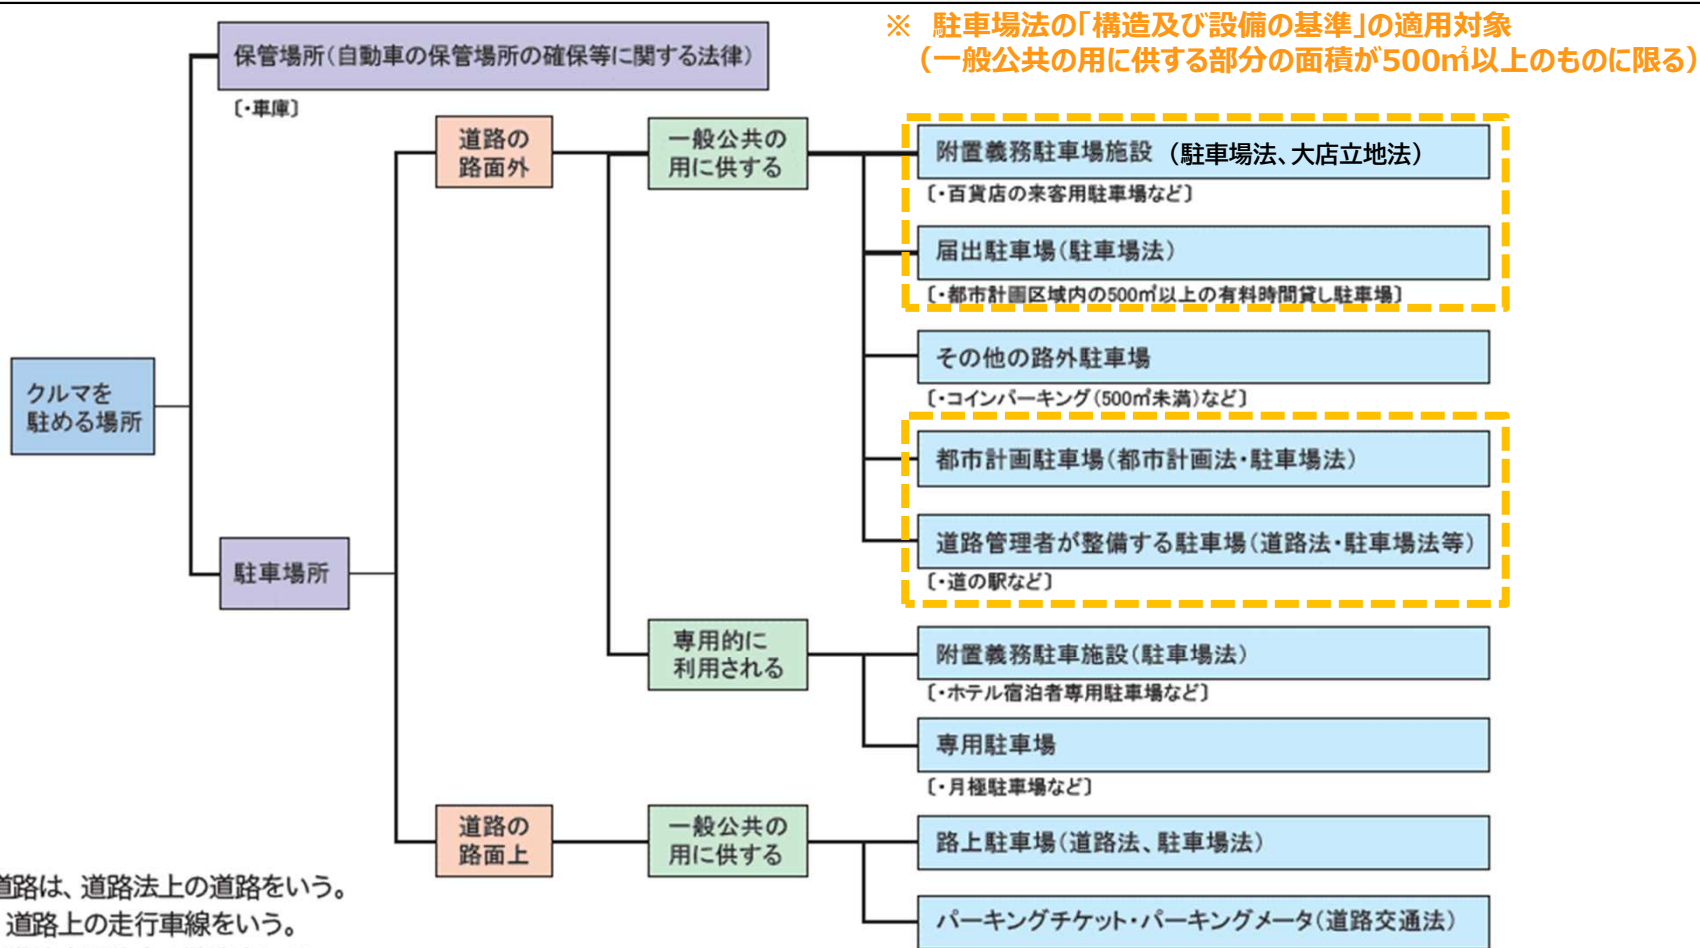 ※ 駐車場法の「構造及び設備の基準」の適用対象
（一般公共の用に供する部分の面積が500㎡以上のものに限る）
保管場所（自動車の保管場所の確保等に関する法律）
〔・車庫〕
道路の
路面外
一般公共の
用に供する
附置義務駐車場施設（駐車場法、大店立地法）
〔・百貨店の来客用駐車場など〕
届出駐車場（駐車場法）
〔・都市計画区域内の500㎡以上の有料時間貸し駐車場〕
その他の路外駐車場
〔・コインパーキング（500㎡未満）など〕
クルマを
駐める場所
都市計画駐車場（都市計画法・駐車場法）
道路管理者が整備する駐車場（道路法・駐車場法等）
〔・道の駅など〕
駐車場所
専用的に
利用される
附置義務駐車施設（駐車場法）
〔・ホテル宿泊者専用駐車場など〕
専用駐車場
〔・月極駐車場など〕
道路の
路面上
一般公共の
用に供する
路上駐車場（道路法、駐車場法）
パーキングチケット・パーキングメータ（道路交通法）
道路は、道路法上の道路をいう。
道路上の走行車線をいう。